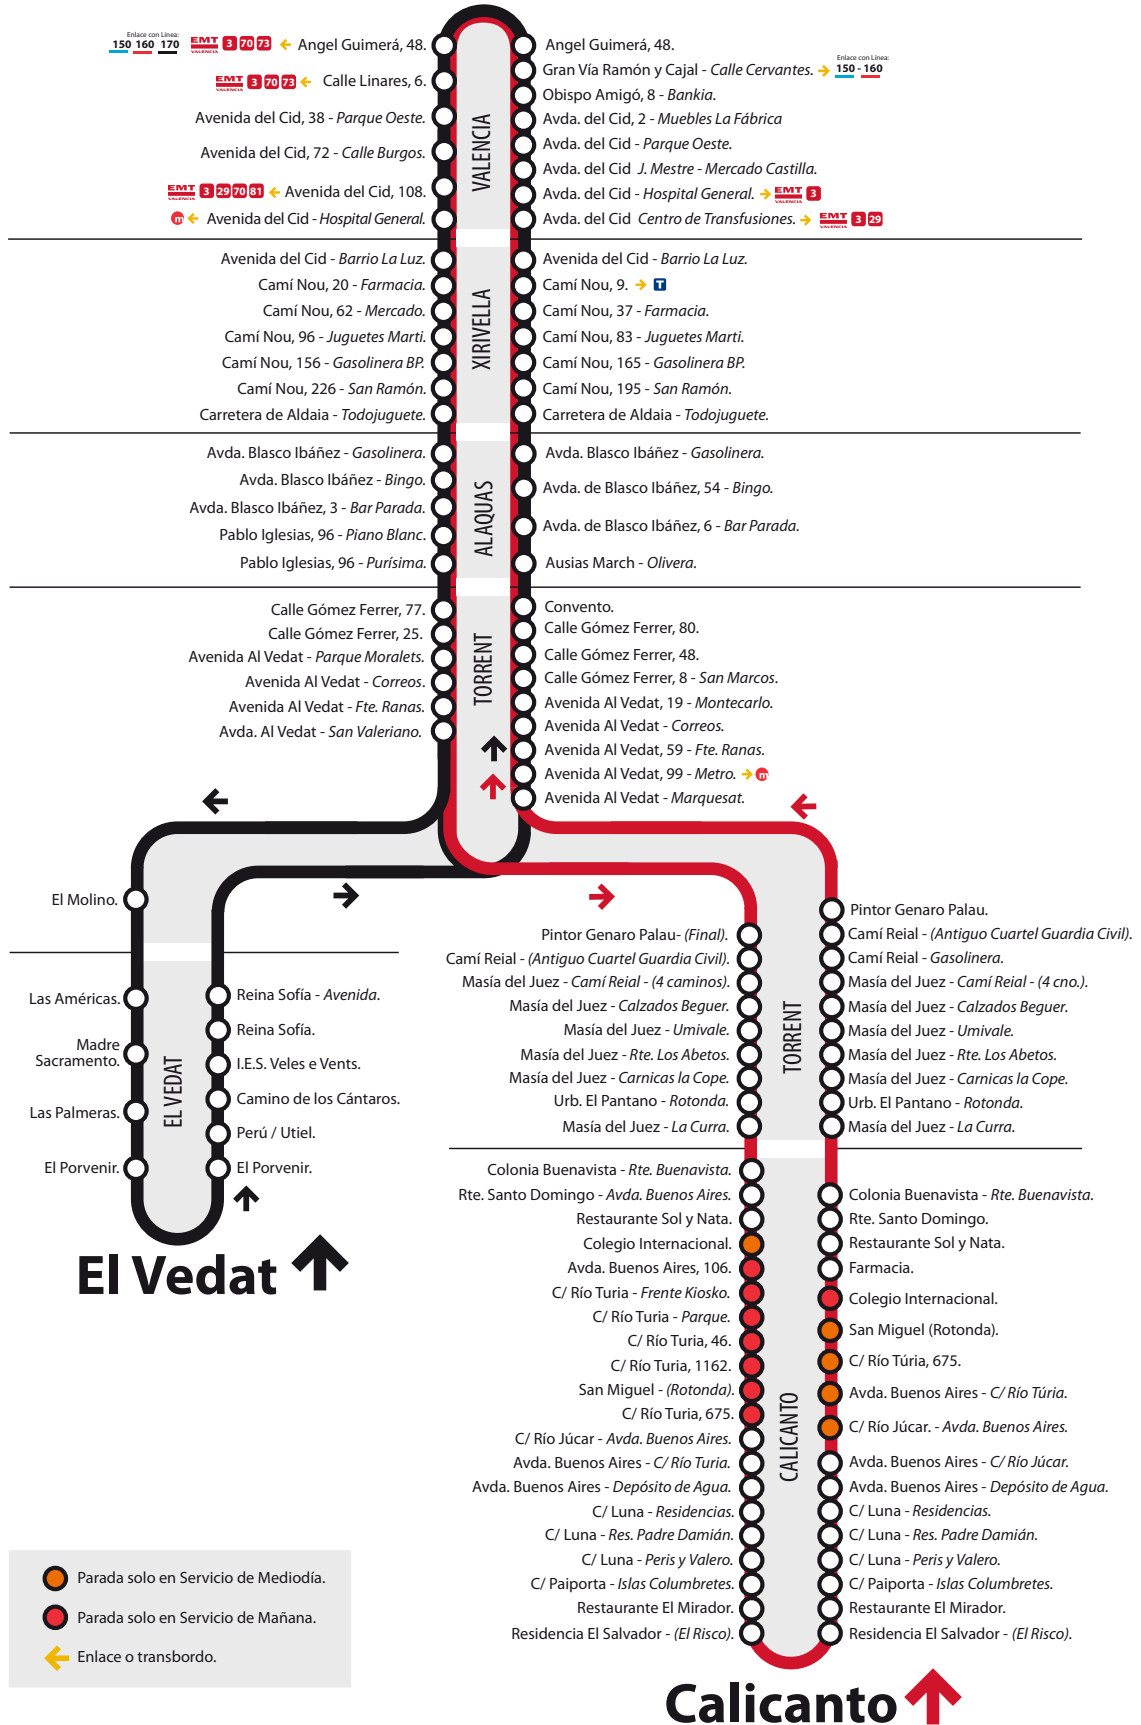 Enlace con Línea:
150 160 170
EMT VALENCIA 3 70 73
Angel Guimerá, 48.
EMT VALENCIA 3 70 73
Calle Linares, 6.
Avenida del Cid, 38 - Parque Oeste.
Avenida del Cid, 72 - Calle Burgos.
EMT VALENCIA 3 29 70 81
Avenida del Cid, 108.
m
Avenida del Cid - Hospital General.
VALENCIA
Angel Guimerá, 48.
Gran Vía Ramón y Cajal - Calle Cervantes.
Enlace con Línea:
150 - 160
Obispo Amigó, 8 - Bankia.
Avda. del Cid, 2 - Muebles La Fábrica
Avda. del Cid - Parque Oeste.
Avda. del Cid J. Mestre - Mercado Castilla.
Avda. del Cid - Hospital General.
EMT VALENCIA 3
Avda. del Cid Centro de Transfusiones.
EMT VALENCIA 3 29
Avenida del Cid - Barrio La Luz.
Camí Nou, 20 - Farmacia.
Camí Nou, 62 - Mercado.
Camí Nou, 96 - Juguetes Marti.
Camí Nou, 156 - Gasolinera BP.
Camí Nou, 226 - San Ramón.
Carretera de Aldaia - Todojuguete.
XIRIVELLA
Avenida del Cid - Barrio La Luz.
Camí Nou, 9.
T
Camí Nou, 37 - Farmacia.
Camí Nou, 83 - Juguetes Marti.
Camí Nou, 165 - Gasolinera BP.
Camí Nou, 195 - San Ramón.
Carretera de Aldaia - Todojuguete.
Avda. Blasco Ibáñez - Gasolinera.
Avda. Blasco Ibáñez - Bingo.
Avda. Blasco Ibáñez, 3 - Bar Parada.
Pablo Iglesias, 96 - Piano Blanc.
Pablo Iglesias, 96 - Purísima.
ALAQUAS
Avda. Blasco Ibáñez - Gasolinera.
Avda. de Blasco Ibáñez, 54 - Bingo.
Avda. de Blasco Ibáñez, 6 - Bar Parada.
Ausias March - Olivera.
Calle Gómez Ferrer, 77.
Calle Gómez Ferrer, 25.
Avenida Al Vedat - Parque Moralets.
Avenida Al Vedat - Correos.
Avenida Al Vedat - Fte. Ranas.
Avda. Al Vedat - San Valeriano.
TORRENT
Convento.
Calle Gómez Ferrer, 80.
Calle Gómez Ferrer, 48.
Calle Gómez Ferrer, 8 - San Marcos.
Avenida Al Vedat, 19 - Montecarlo.
Avenida Al Vedat - Correos.
Avenida Al Vedat, 59 - Fte. Ranas.
Avenida Al Vedat, 99 - Metro.
m
Avenida Al Vedat - Marquesat.
El Molino.
Las Américas.
Madre
Sacramento.
Las Palmeras.
El Porvenir.
EL VEDAT
Reina Sofía - Avenida.
Reina Sofía.
I.E.S. Veles e Vents.
Camino de los Cántaros.
Perú / Utiel.
El Porvenir.
El Vedat
Pintor Genaro Palau- (Final).
Camí Reial - (Antiguo Cuartel Guardia Civil).
Masía del Juez - Camí Reial - (4 caminos).
Masía del Juez - Calzados Beguer.
Masía del Juez - Umivale.
Masía del Juez - Rte. Los Abetos.
Masía del Juez - Carnicas la Cope.
Urb. El Pantano - Rotonda.
Masía del Juez - La Curra.
TORRENT
Pintor Genaro Palau.
Camí Reial - (Antiguo Cuartel Guardia Civil).
Camí Reial - Gasolinera.
Masía del Juez - Camí Reial - (4 cno.).
Masía del Juez - Calzados Beguer.
Masía del Juez - Umivale.
Masía del Juez - Rte. Los Abetos.
Masía del Juez - Carnicas la Cope.
Urb. El Pantano - Rotonda.
Masía del Juez - La Curra.
Colonia Buenavista - Rte. Buenavista.
Rte. Santo Domingo - Avda. Buenos Aires.
Restaurante Sol y Nata.
Colegio Internacional.
Avda. Buenos Aires, 106.
C/ Río Turia - Frente Kiosko.
C/ Río Turia - Parque.
C/ Río Turia, 46.
C/ Río Turia, 1162.
San Miguel - (Rotonda).
C/ Río Turia, 675.
C/ Río Júcar - Avda. Buenos Aires.
Avda. Buenos Aires - C/ Río Turia.
Avda. Buenos Aires - Depósito de Agua.
C/ Luna - Residencias.
C/ Luna - Res. Padre Damián.
C/ Luna - Peris y Valero.
C/ Paiporta - Islas Columbretes.
Restaurante El Mirador.
Residencia El Salvador - (El Risco).
CALICANTO
Colonia Buenavista - Rte. Buenavista.
Rte. Santo Domingo.
Restaurante Sol y Nata.
Farmacia.
Colegio Internacional.
San Miguel (Rotonda).
C/ Río Túria, 675.
Avda. Buenos Aires - C/ Río Túria.
C/ Río Júcar. - Avda. Buenos Aires.
Avda. Buenos Aires - C/ Río Júcar.
Avda. Buenos Aires - Depósito de Agua.
C/ Luna - Residencias.
C/ Luna - Res. Padre Damián.
C/ Luna - Peris y Valero.
C/ Paiporta - Islas Columbretes.
Restaurante El Mirador.
Residencia El Salvador - (El Risco).
Calicanto
Parada solo en Servicio de Mediodía.
Parada solo en Servicio de Mañana.
Enlace o transbordo.